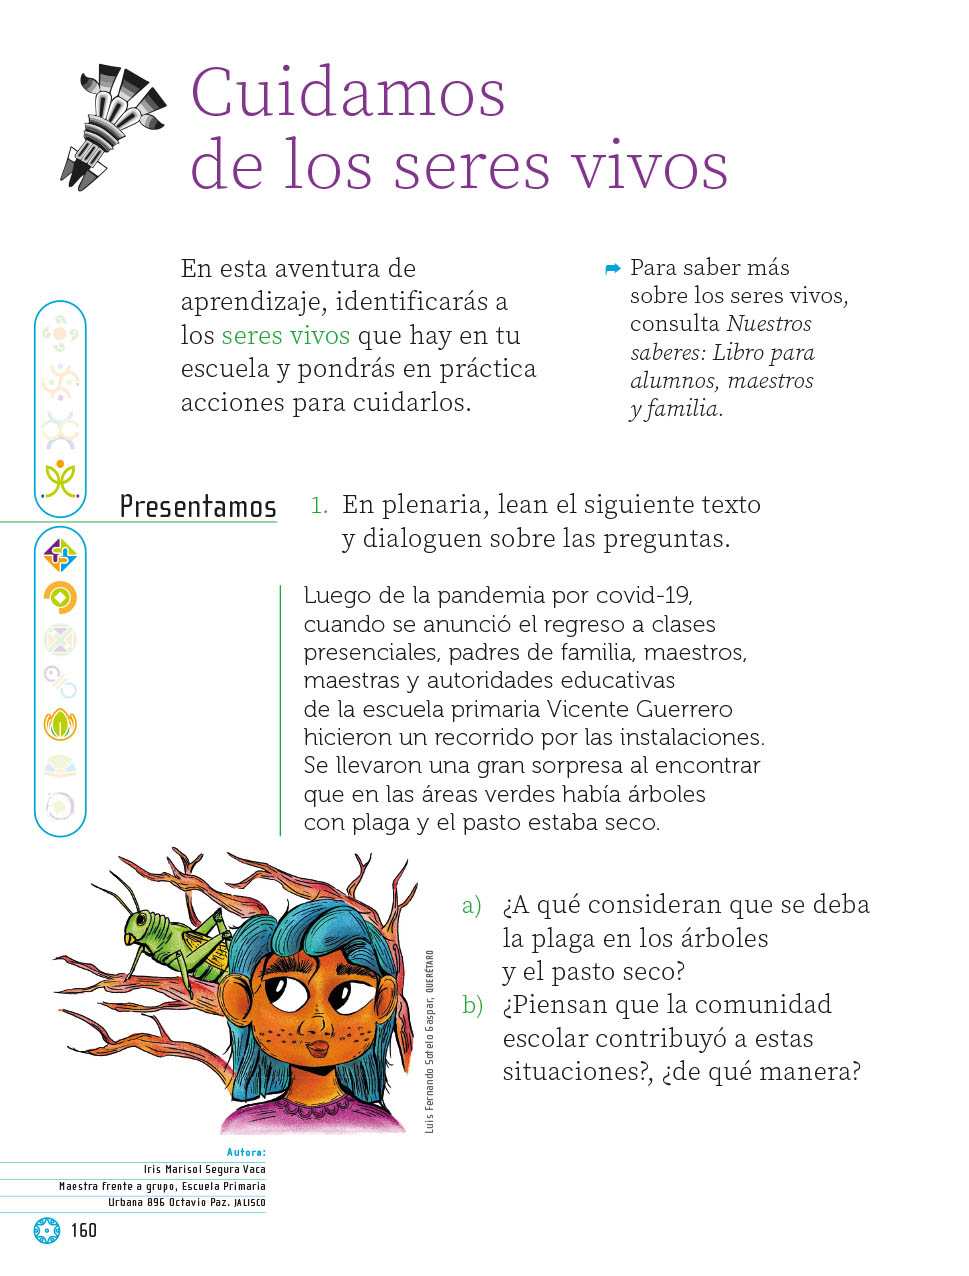 Cuidamos
de los seres vivos
En esta aventura de
aprendizaje, identificarás a
los seres vivos que hay en tu
escuela y pondrás en práctica
acciones para cuidarlos.
Para saber más
sobre los seres vivos,
consulta Nuestros
saberes: Libro para
alumnos, maestros
y familia.
Presentamos
1. En plenaria, lean el siguiente texto
y dialoguen sobre las preguntas.
Luego de la pandemia por covid-19,
cuando se anunció el regreso a clases
presenciales, padres de familia, maestros,
maestras y autoridades educativas
de la escuela primaria Vicente Guerrero
hicieron un recorrido por las instalaciones.
Se llevaron una gran sorpresa al encontrar
que en las áreas verdes había árboles
con plaga y el pasto estaba seco.
a) ¿A qué consideran que se deba
la plaga en los árboles
y el pasto seco?
b) ¿Piensan que la comunidad
escolar contribuyó a estas
situaciones?, ¿de qué manera?
Luis Fernando Sotelo Gaspar, QUERÉTARO
Autora:
Iris Marisol Segura Vaca
Maestra frente a grupo, Escuela Primaria
Urbana 896 Octavio Paz. JALISCO
160